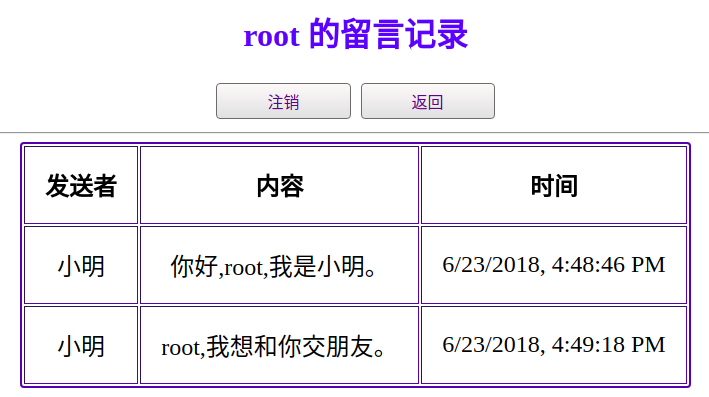 root 的留言记录
注销 返回
发送者 内容 时间
小明 你好,root,我是小明。 6/23/2018, 4:48:46 PM
小明 root,我想和你交朋友。 6/23/2018, 4:49:18 PM